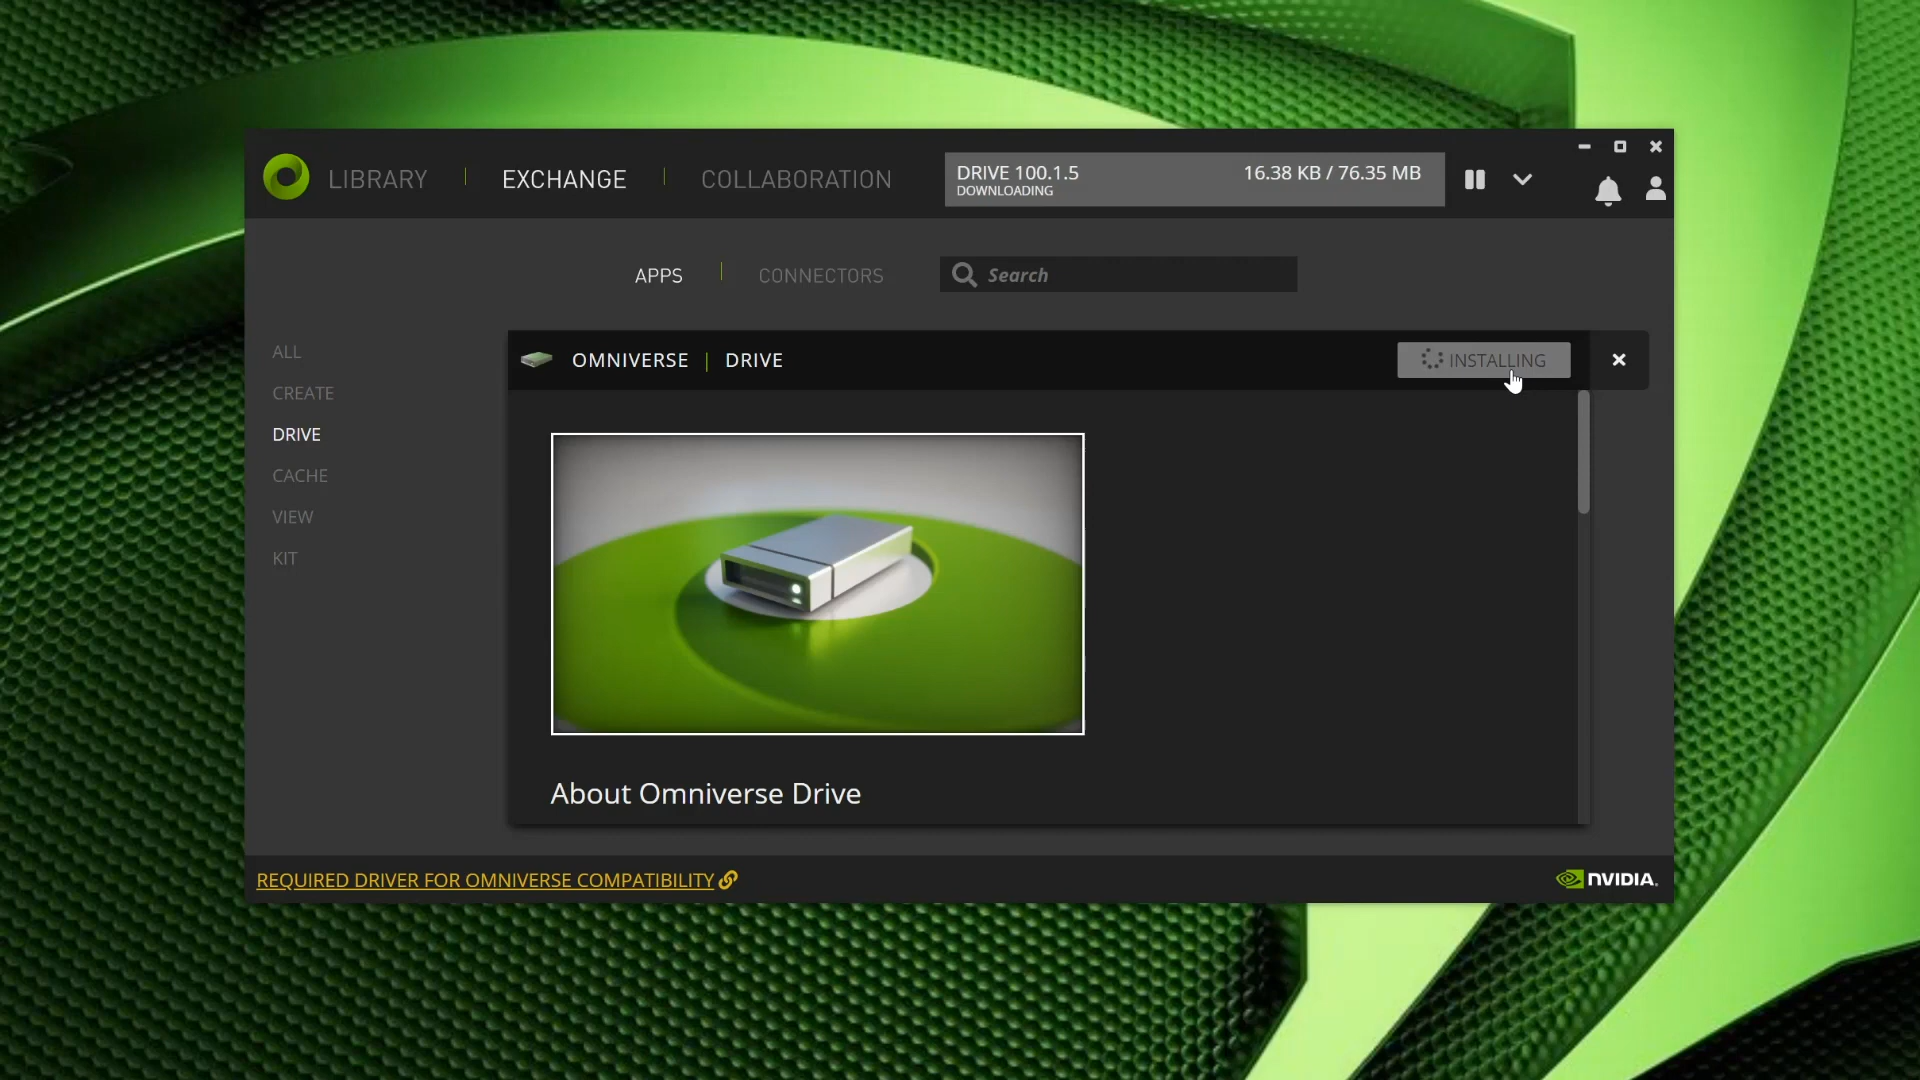 LIBRARY | EXCHANGE | COLLABORATION
DRIVE 100.1.5 16.38 KB / 76.35 MB
DOWNLOADING
APPS | CONNECTORS
Search
ALL
CREATE
DRIVE
CACHE
VIEW
KIT
OMNIVERSE | DRIVE
INSTALLING
About Omniverse Drive
REQUIRED DRIVER FOR OMNIVERSE COMPATIBILITY
NVIDIA.